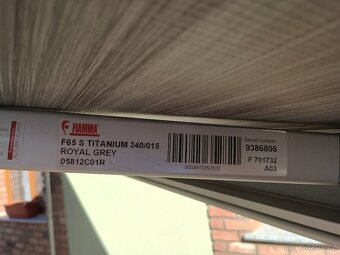 FIAMMA
F65 S TITANIUM 340/015
ROYAL GREY
05812C01R
Serial number:
9386806
F 701732
A03